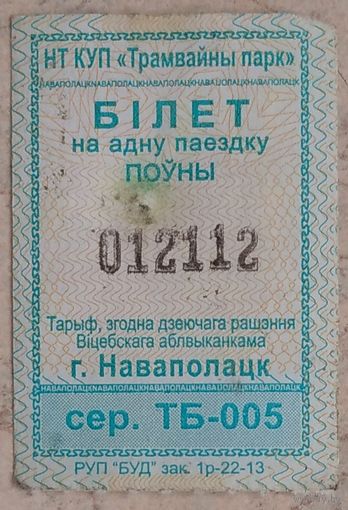 НТ КУП «Трамвайны парк»
НАВАПОЛАЦКНАВАПОЛАЦКНАВАПОЛАЦКНАВАПОЛАЦК
БІЛЕТ
на адну паездку
ПОЎНЫ
012112
Тарыф, згодна дзеючага рашэння
Віцебскага аблвыканкама
г. Наваполацк
НАВАПОЛАЦКНАВАПОЛАЦКНАВАПОЛАЦКНАВАПОЛАЦК
сер. ТБ-005
РУП "БУД" зак. 1р-22-13